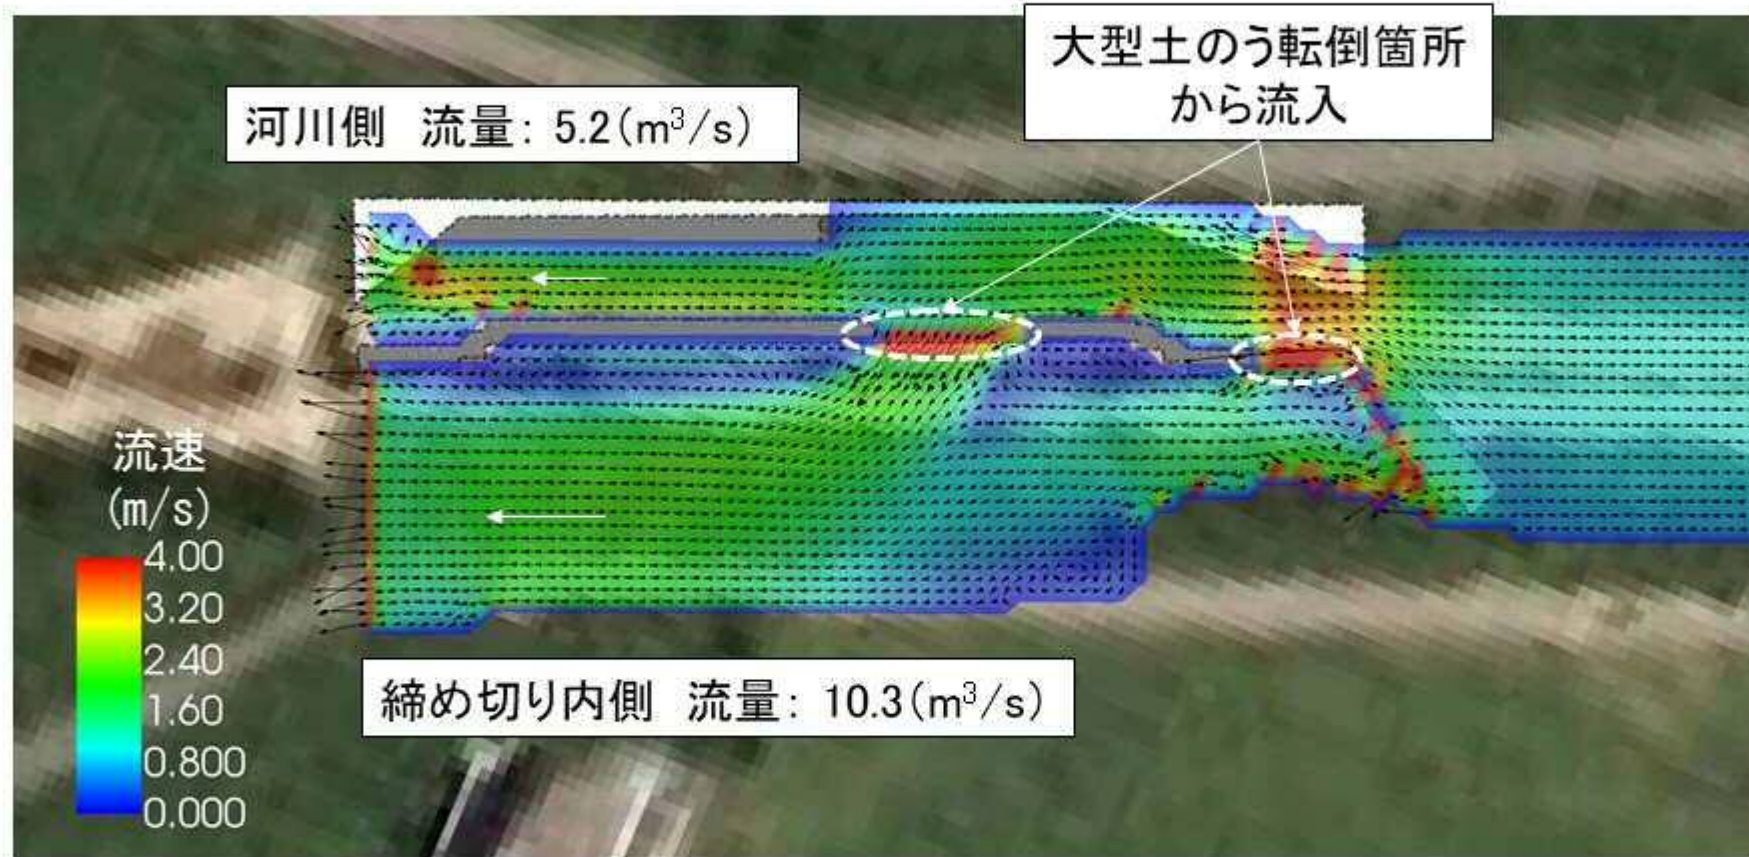 大型土のう転倒箇所
から流入
河川側 流量: 5.2(m³/s)
流速
(m/s)
4.00
3.20
2.40
1.60
0.800
0.000
締め切り内側 流量: 10.3(m³/s)